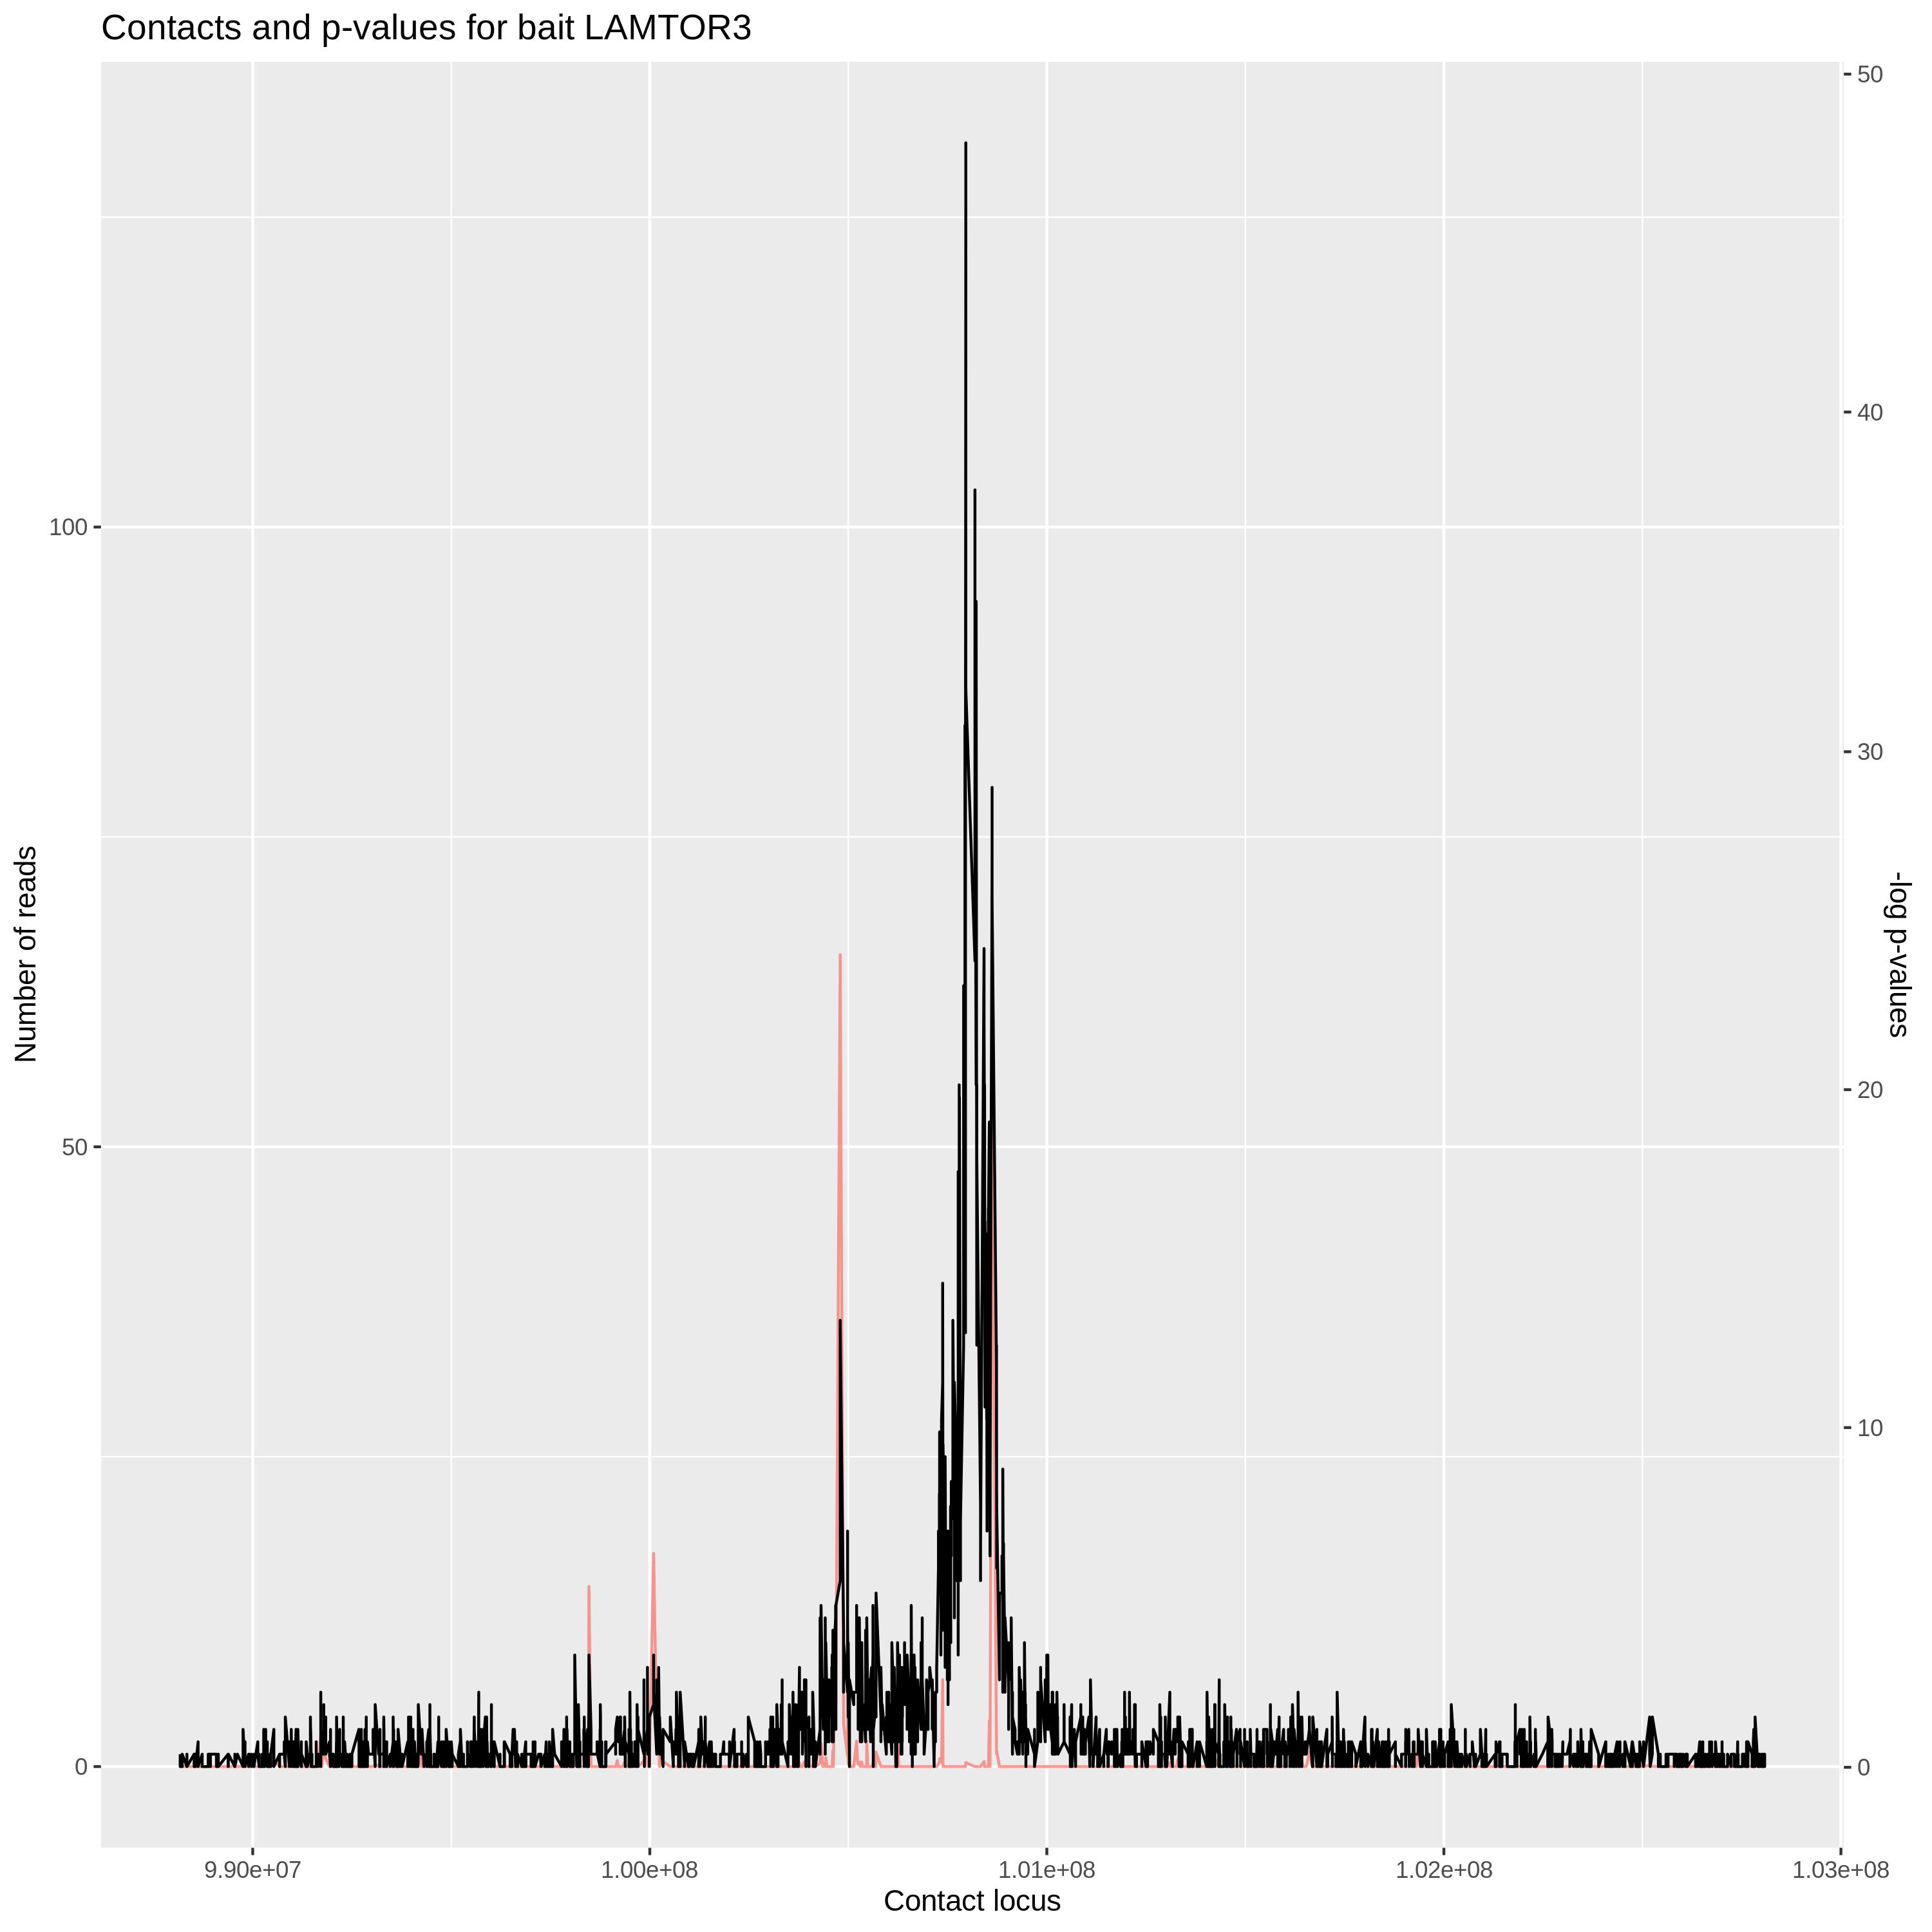 Contacts and p-values for bait LAMTOR3
Number of reads
100
50
0
50
40
30
20
10
0
-log p-values
9.90e+07
1.00e+08
1.01e+08
1.02e+08
1.03e+08
Contact locus